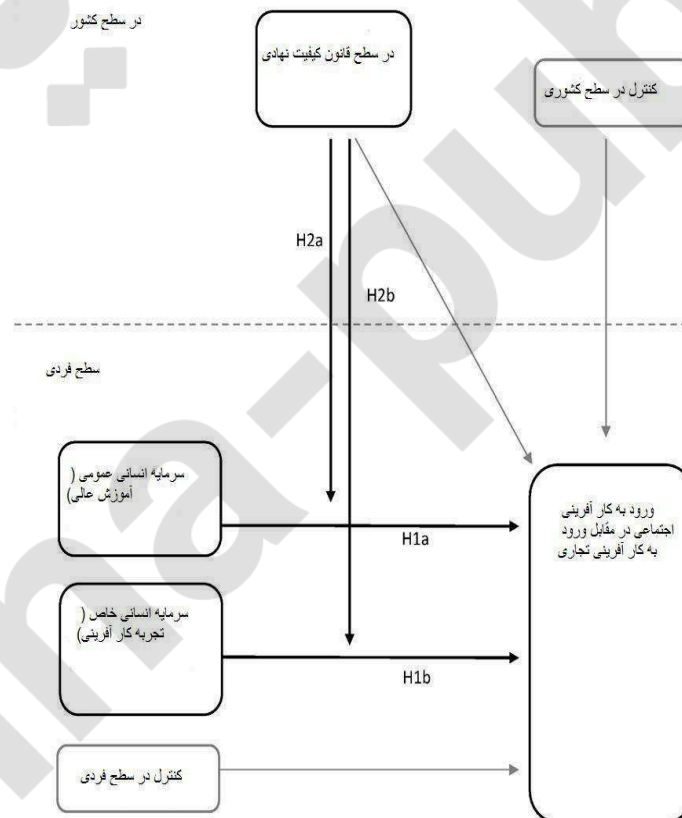 در سطح کشور
در سطح قانون کیفیت نهادی
کنترل در سطح کشوری
H2a
H2b
سطح فردی
سرمایه انسانی عمومی (
آموزش عالی)
H1a
ورود به کار آفرینی
اجتماعی در مقابل ورود
به کار آفرینی تجاری
سرمایه انسانی خاص (
تجربه کار آفرینی)
H1b
کنترل در سطح فردی